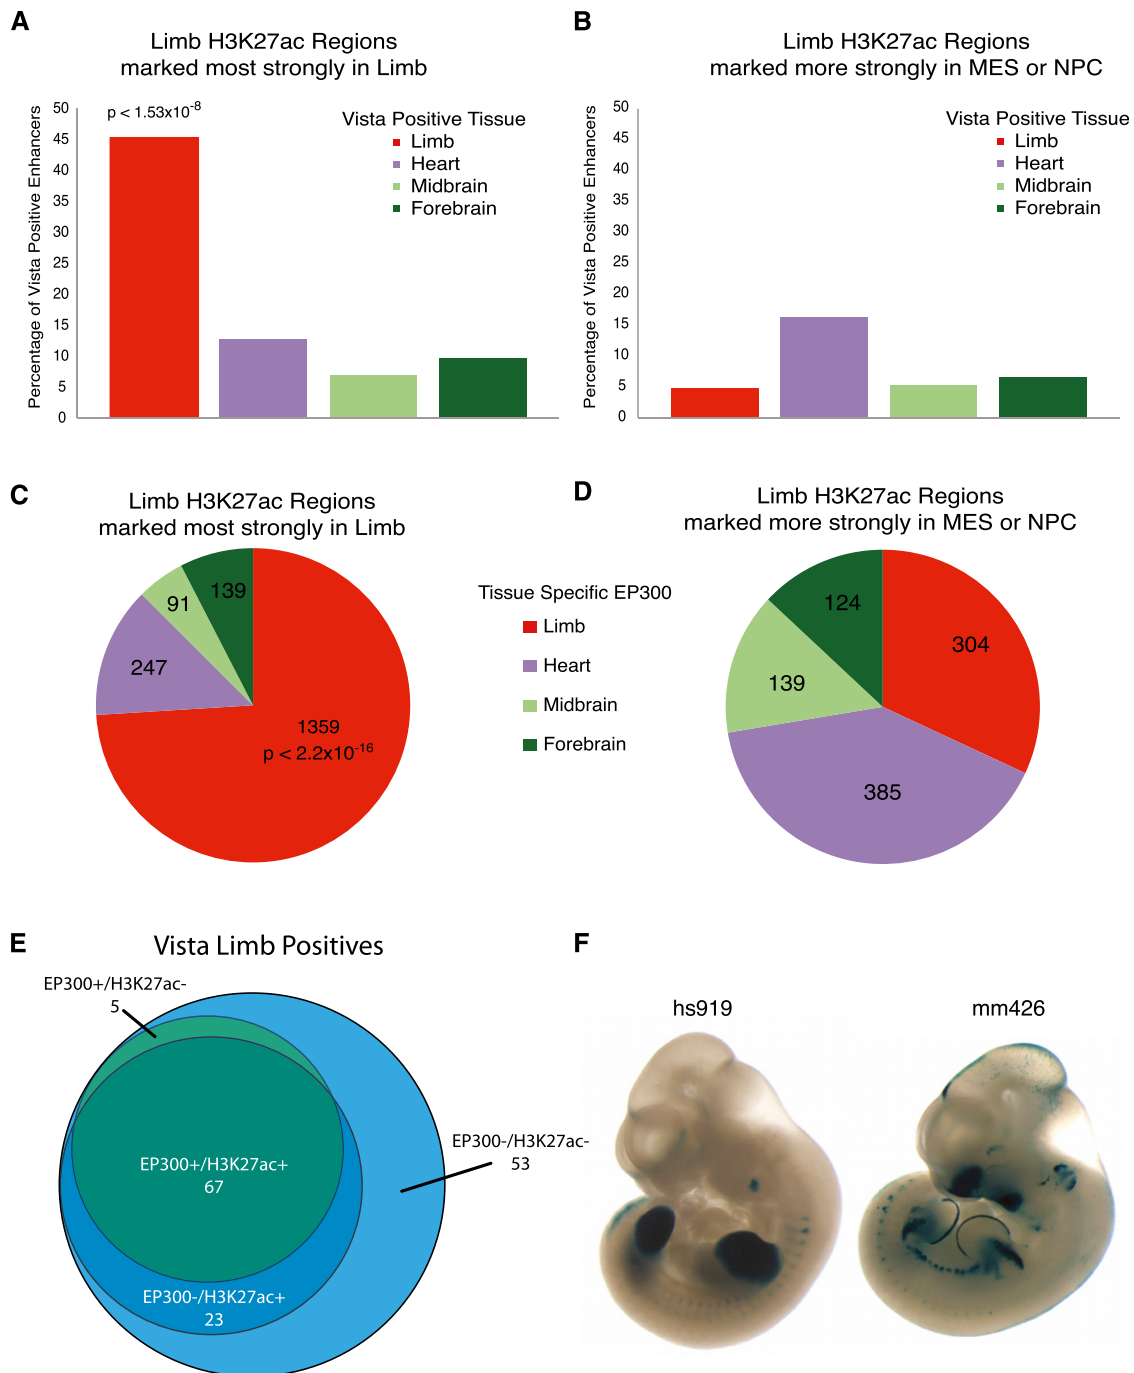 A
Limb H3K27ac Regions
marked most strongly in Limb
Percentage of Vista Positive Enhancers
50
45
40
35
30
25
20
15
10
5
0
p < 1.53x10-8
Vista Positive Tissue
Limb
Heart
Midbrain
Forebrain
B
Limb H3K27ac Regions
marked more strongly in MES or NPC
Percentage of Vista Positive Enhancers
50
45
40
35
30
25
20
15
10
5
0
Vista Positive Tissue
Limb
Heart
Midbrain
Forebrain
C
Limb H3K27ac Regions
marked most strongly in Limb
139
91
247
1359
p < 2.2x10-16
Tissue Specific EP300
Limb
Heart
Midbrain
Forebrain
D
Limb H3K27ac Regions
marked more strongly in MES or NPC
124
304
139
385
E
Vista Limb Positives
EP300+/H3K27ac-
5
EP300-/H3K27ac-
53
EP300+/H3K27ac+
67
EP300-/H3K27ac+
23
F
hs919
mm426